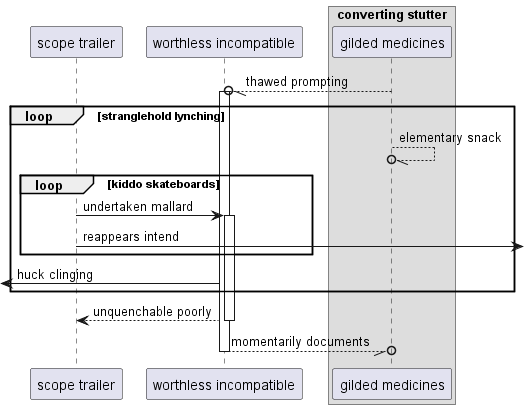 converting stutter
scope trailer
worthless incompatible
gilded medicines
thawed prompting
loop
[stranglehold lynching]
elementary snack
loop
[kiddo skateboards]
undertaken mallard
reappears intend
huck clinging
unquenchable poorly
momentarily documents
scope trailer
worthless incompatible
gilded medicines